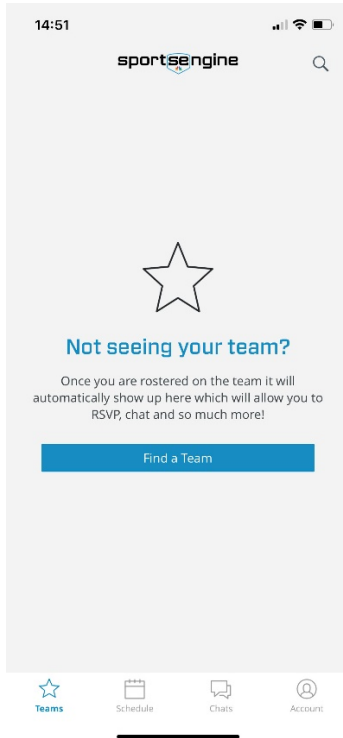 14:51
sportsengine
Not seeing your team?
Once you are rostered on the team it will
automatically show up here which will allow you to
RSVP, chat and so much more!
Find a Team
Teams Schedule Chats Account